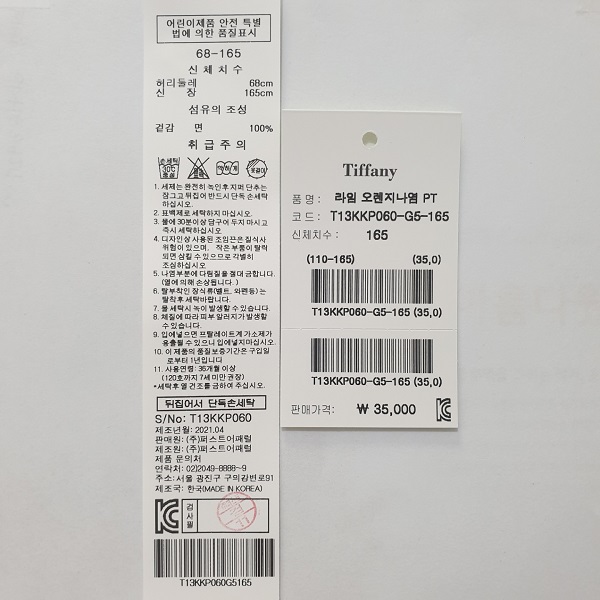 어린이제품 안전 특별
법에 의한 품질표시
68-165
신 체 치 수
허리둘레 68cm
신 장 165cm
섬유의 조성
겉감 면 100%
취 급 주 의
손세탁
30℃
중성
약하게
옷걸이
1. 세제는 완전히 녹인후 지퍼 단추는
잠그고 뒤집어 반드시 단독 손세탁
하십시오.
2. 표백제로 세탁하지 마십시오.
3. 물에 30분이상 담구어 두지 마시고
즉시 세탁하십시오
4. 디자인상 사용된 조임끈은 질식사
위험이 있으며, 작은 부품이 탈락
되면 삼킬 수 있으므로 각별히
조심하십시오
5. 나염부분에 다림질을 절대 금합니다.
(열에 의해 손상됩니다.)
6. 탈부착된 장식류(벨트, 와펜등)는
탈착후 세탁바랍니다.
7. 물 세탁시 녹이 발생할 수 있습니다.
8. 체질에 따라 피부 알러지가 발생할
수 있습니다.
9. 입에넣으면 프탈레이트계 가소제가
용출될 수 있으니 입에넣지마십시오.
10. 이 제품의 품질보증기간은 구입일
로부터 1년입니다
11. 사용연령: 36개월 이상
(120호까지 7세 미만 권장)
*세탁후 열 건조를 금하여 주십시오.
뒤집어서 단독손세탁
S/No: T13KKP060
제조년월: 2021.04
판매원: (주)퍼스트어패럴
제조원: (주)퍼스트어패럴
제품 문의처
연락처: 02)2049-8888~9
주소: 서울 광진구 구의강변로91
제조국: 한국(MADE IN KOREA)
검사필
T13KKP060G5165
Tiffany
품 명 : 라임 오렌지나염 PT
코 드 : T13KKP060-G5-165
신체치수 : 165
(110-165) (35,0)
T13KKP060-G5-165 (35,0)
T13KKP060-G5-165 (35,0)
판매가격: ₩ 35,000